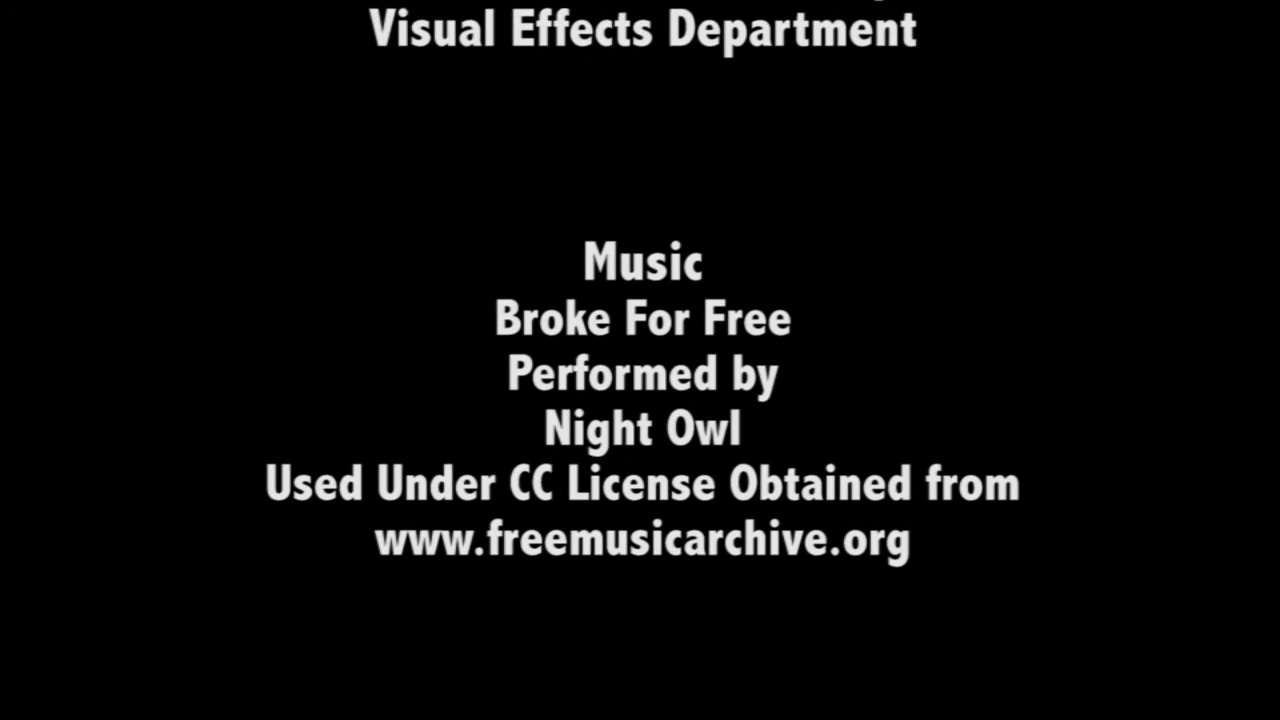 Visual Effects Department
Music
Broke For Free
Performed by
Night Owl
Used Under CC License Obtained from
www.freemusicarchive.org